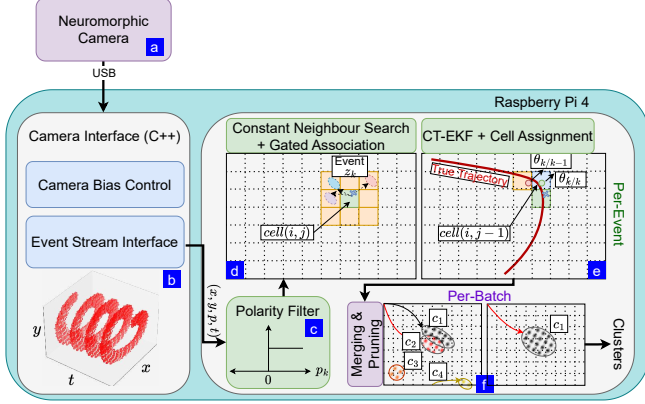 Neuromorphic
Camera
a
USB
Raspberry Pi 4
Camera Interface (C++)
Camera Bias Control
Event Stream Interface
b
y
t
x
(x, y, p, t)
Constant Neighbour Search
+ Gated Association
Event
z_k
cell(i, j)
d
CT-EKF + Cell Assignment
θ_{k/k−1}
θ_{k/k}
True Trajectory
cell(i, j − 1)
e
Per-Event
Polarity Filter
c
0
p_k
Per-Batch
Merging &
Pruning
c_1
c_2
c_3
c_4
f
c_1
Clusters